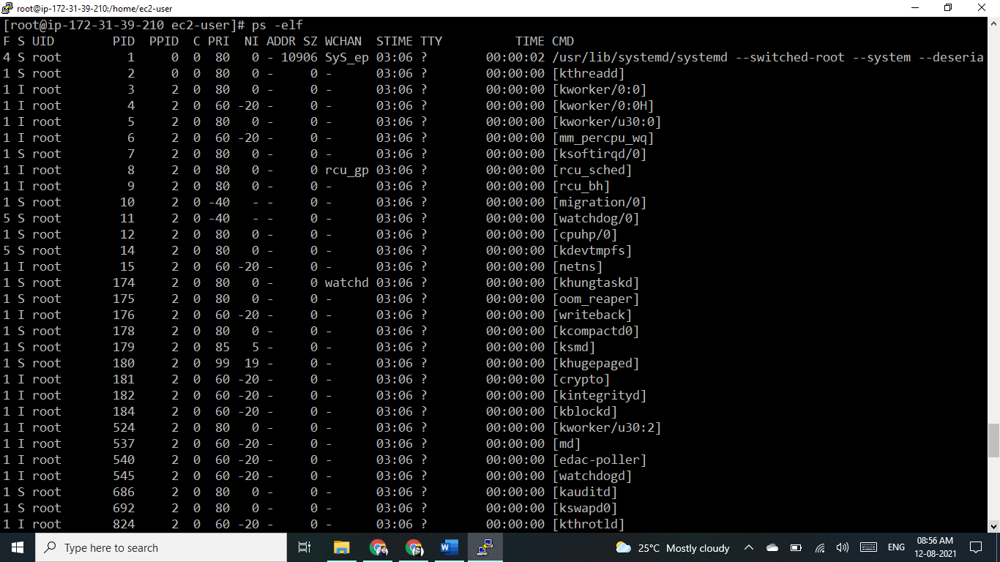 root@ip-172-31-39-210:/home/ec2-user
[root@ip-172-31-39-210 ec2-user]# ps -elf
F S UID        PID  PPID  C PRI  NI ADDR SZ WCHAN  STIME TTY          TIME CMD
4 S root         1     0  0  80   0 - 10906 SyS_ep 03:06 ?        00:00:02 /usr/lib/systemd/systemd --switched-root --system --deseria
1 S root         2     0  0  80   0 -     0 -      03:06 ?        00:00:00 [kthreadd]
1 I root         3     2  0  80   0 -     0 -      03:06 ?        00:00:00 [kworker/0:0]
1 I root         4     2  0  60 -20 -     0 -      03:06 ?        00:00:00 [kworker/0:0H]
1 I root         5     2  0  80   0 -     0 -      03:06 ?        00:00:00 [kworker/u30:0]
1 I root         6     2  0  60 -20 -     0 -      03:06 ?        00:00:00 [mm_percpu_wq]
1 S root         7     2  0  80   0 -     0 -      03:06 ?        00:00:00 [ksoftirqd/0]
1 I root         8     2  0  80   0 -     0 rcu_gp 03:06 ?        00:00:00 [rcu_sched]
1 I root         9     2  0  80   0 -     0 -      03:06 ?        00:00:00 [rcu_bh]
1 S root        10     2  0 -40   - -     0 -      03:06 ?        00:00:00 [migration/0]
5 S root        11     2  0 -40   - -     0 -      03:06 ?        00:00:00 [watchdog/0]
1 S root        12     2  0  80   0 -     0 -      03:06 ?        00:00:00 [cpuhp/0]
5 S root        14     2  0  80   0 -     0 -      03:06 ?        00:00:00 [kdevtmpfs]
1 I root        15     2  0  60 -20 -     0 -      03:06 ?        00:00:00 [netns]
1 S root       174     2  0  80   0 -     0 watchd 03:06 ?        00:00:00 [khungtaskd]
1 S root       175     2  0  80   0 -     0 -      03:06 ?        00:00:00 [oom_reaper]
1 I root       176     2  0  60 -20 -     0 -      03:06 ?        00:00:00 [writeback]
1 S root       178     2  0  80   0 -     0 -      03:06 ?        00:00:00 [kcompactd0]
1 S root       179     2  0  85   5 -     0 -      03:06 ?        00:00:00 [ksmd]
1 S root       180     2  0  99  19 -     0 -      03:06 ?        00:00:00 [khugepaged]
1 I root       181     2  0  60 -20 -     0 -      03:06 ?        00:00:00 [crypto]
1 I root       182     2  0  60 -20 -     0 -      03:06 ?        00:00:00 [kintegrityd]
1 I root       184     2  0  60 -20 -     0 -      03:06 ?        00:00:00 [kblockd]
1 I root       524     2  0  80   0 -     0 -      03:06 ?        00:00:00 [kworker/u30:2]
1 I root       537     2  0  60 -20 -     0 -      03:06 ?        00:00:00 [md]
1 I root       540     2  0  60 -20 -     0 -      03:06 ?        00:00:00 [edac-poller]
1 I root       545     2  0  60 -20 -     0 -      03:06 ?        00:00:00 [watchdogd]
1 S root       686     2  0  80   0 -     0 -      03:06 ?        00:00:00 [kauditd]
1 S root       692     2  0  80   0 -     0 -      03:06 ?        00:00:00 [kswapd0]
1 I root       824     2  0  60 -20 -     0 -      03:06 ?        00:00:00 [kthrotld]
Type here to search
25°C Mostly cloudy
ENG
08:56 AM
12-08-2021